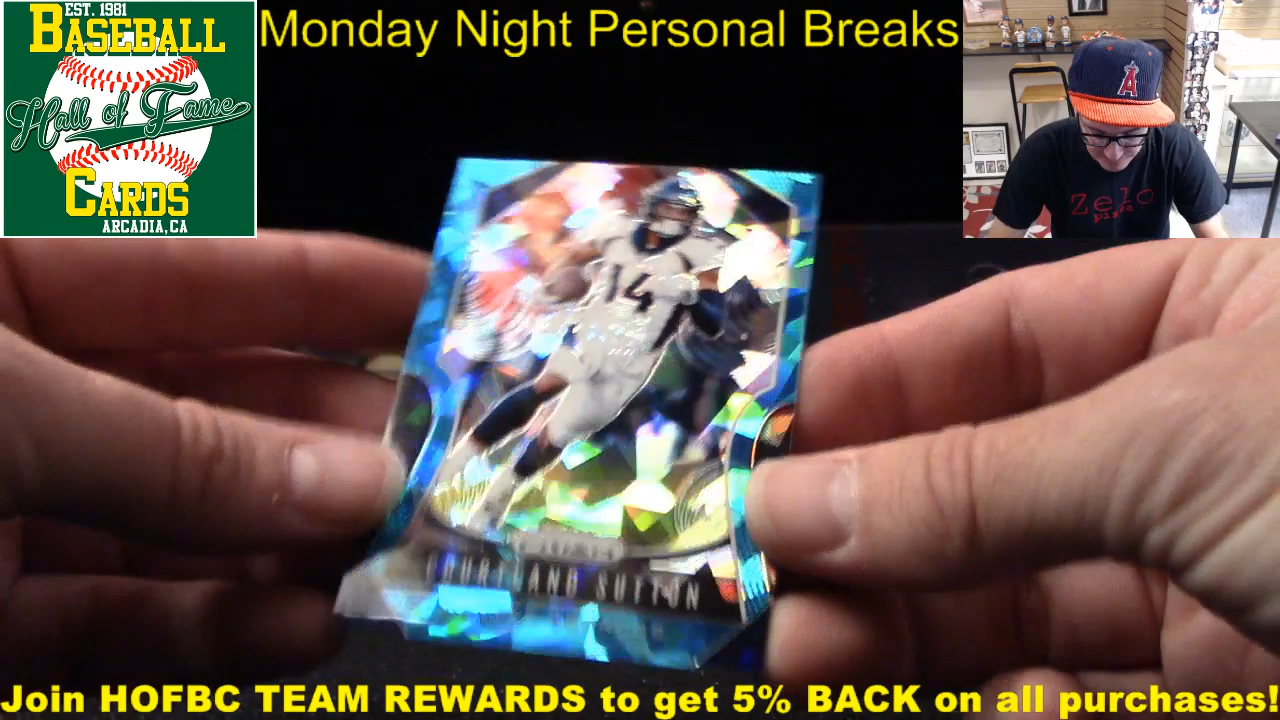 EST. 1981
BASEBALL
Hall of Fame
CARDS
ARCADIA, CA
Monday Night Personal Breaks
A
Zelo
14
COURTLAND SUTTON
Join HOFBC TEAM REWARDS to get 5% BACK on all purchases!